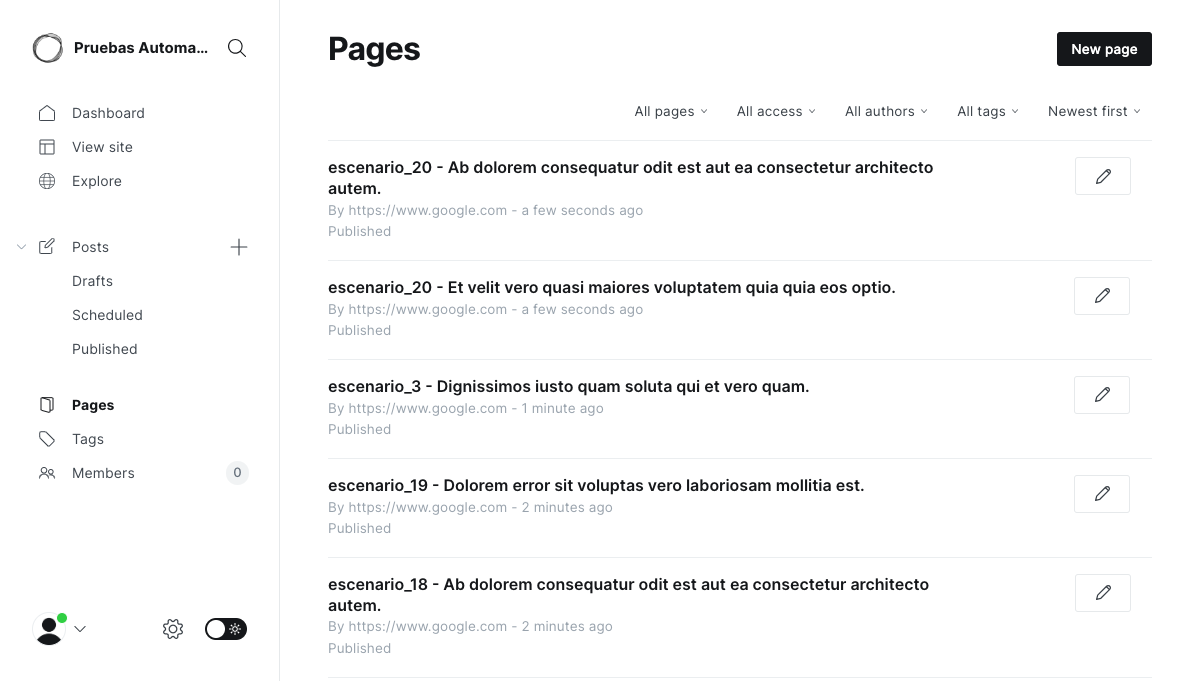 Pruebas Automa...
Dashboard
View site
Explore
Posts
Drafts
Scheduled
Published
Pages
Tags
Members
0
Pages
New page
All pages
All access
All authors
All tags
Newest first
escenario_20 - Ab dolorem consequatur odit est aut ea consectetur architecto
autem.
By https://www.google.com - a few seconds ago
Published
escenario_20 - Et velit vero quasi maiores voluptatem quia quia eos optio.
By https://www.google.com - a few seconds ago
Published
escenario_3 - Dignissimos iusto quam soluta qui et vero quam.
By https://www.google.com - 1 minute ago
Published
escenario_19 - Dolorem error sit voluptas vero laboriosam mollitia est.
By https://www.google.com - 2 minutes ago
Published
escenario_18 - Ab dolorem consequatur odit est aut ea consectetur architecto
autem.
By https://www.google.com - 2 minutes ago
Published